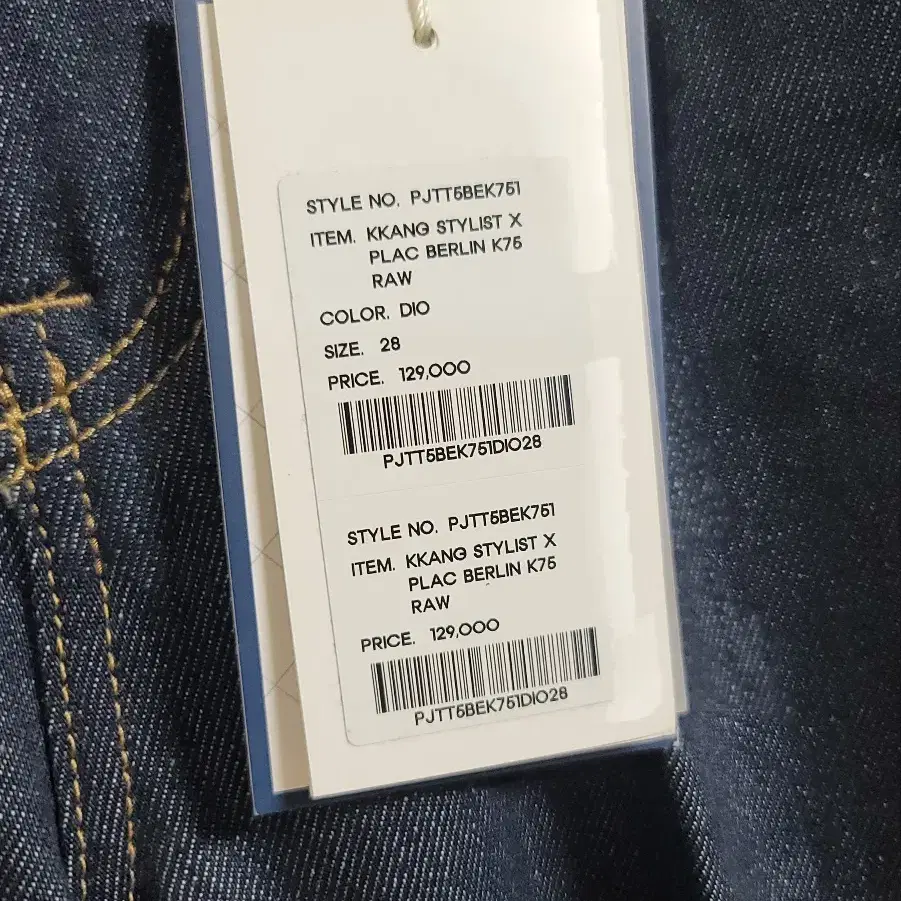 STYLE NO. PJTT5BEK751
ITEM. KKANG STYLIST X
PLAC BERLIN K75
RAW
COLOR. DIO
SIZE. 28
PRICE. 129,000
PJTT5BEK751DIO28
STYLE NO. PJTT5BEK751
ITEM. KKANG STYLIST X
PLAC BERLIN K75
RAW
PRICE. 129,000
PJTT5BEK751DIO28